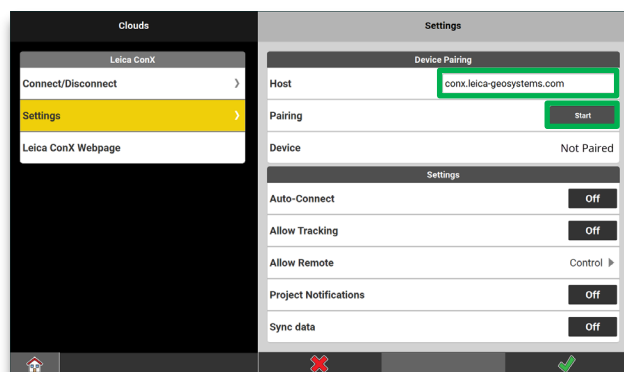 Clouds
Leica ConX
Connect/Disconnect
Settings
Leica ConX Webpage
Settings
Device Pairing
Host conx.leica-geosystems.com
Pairing Start
Device Not Paired
Settings
Auto-Connect Off
Allow Tracking Off
Allow Remote Control
Project Notifications Off
Sync data Off